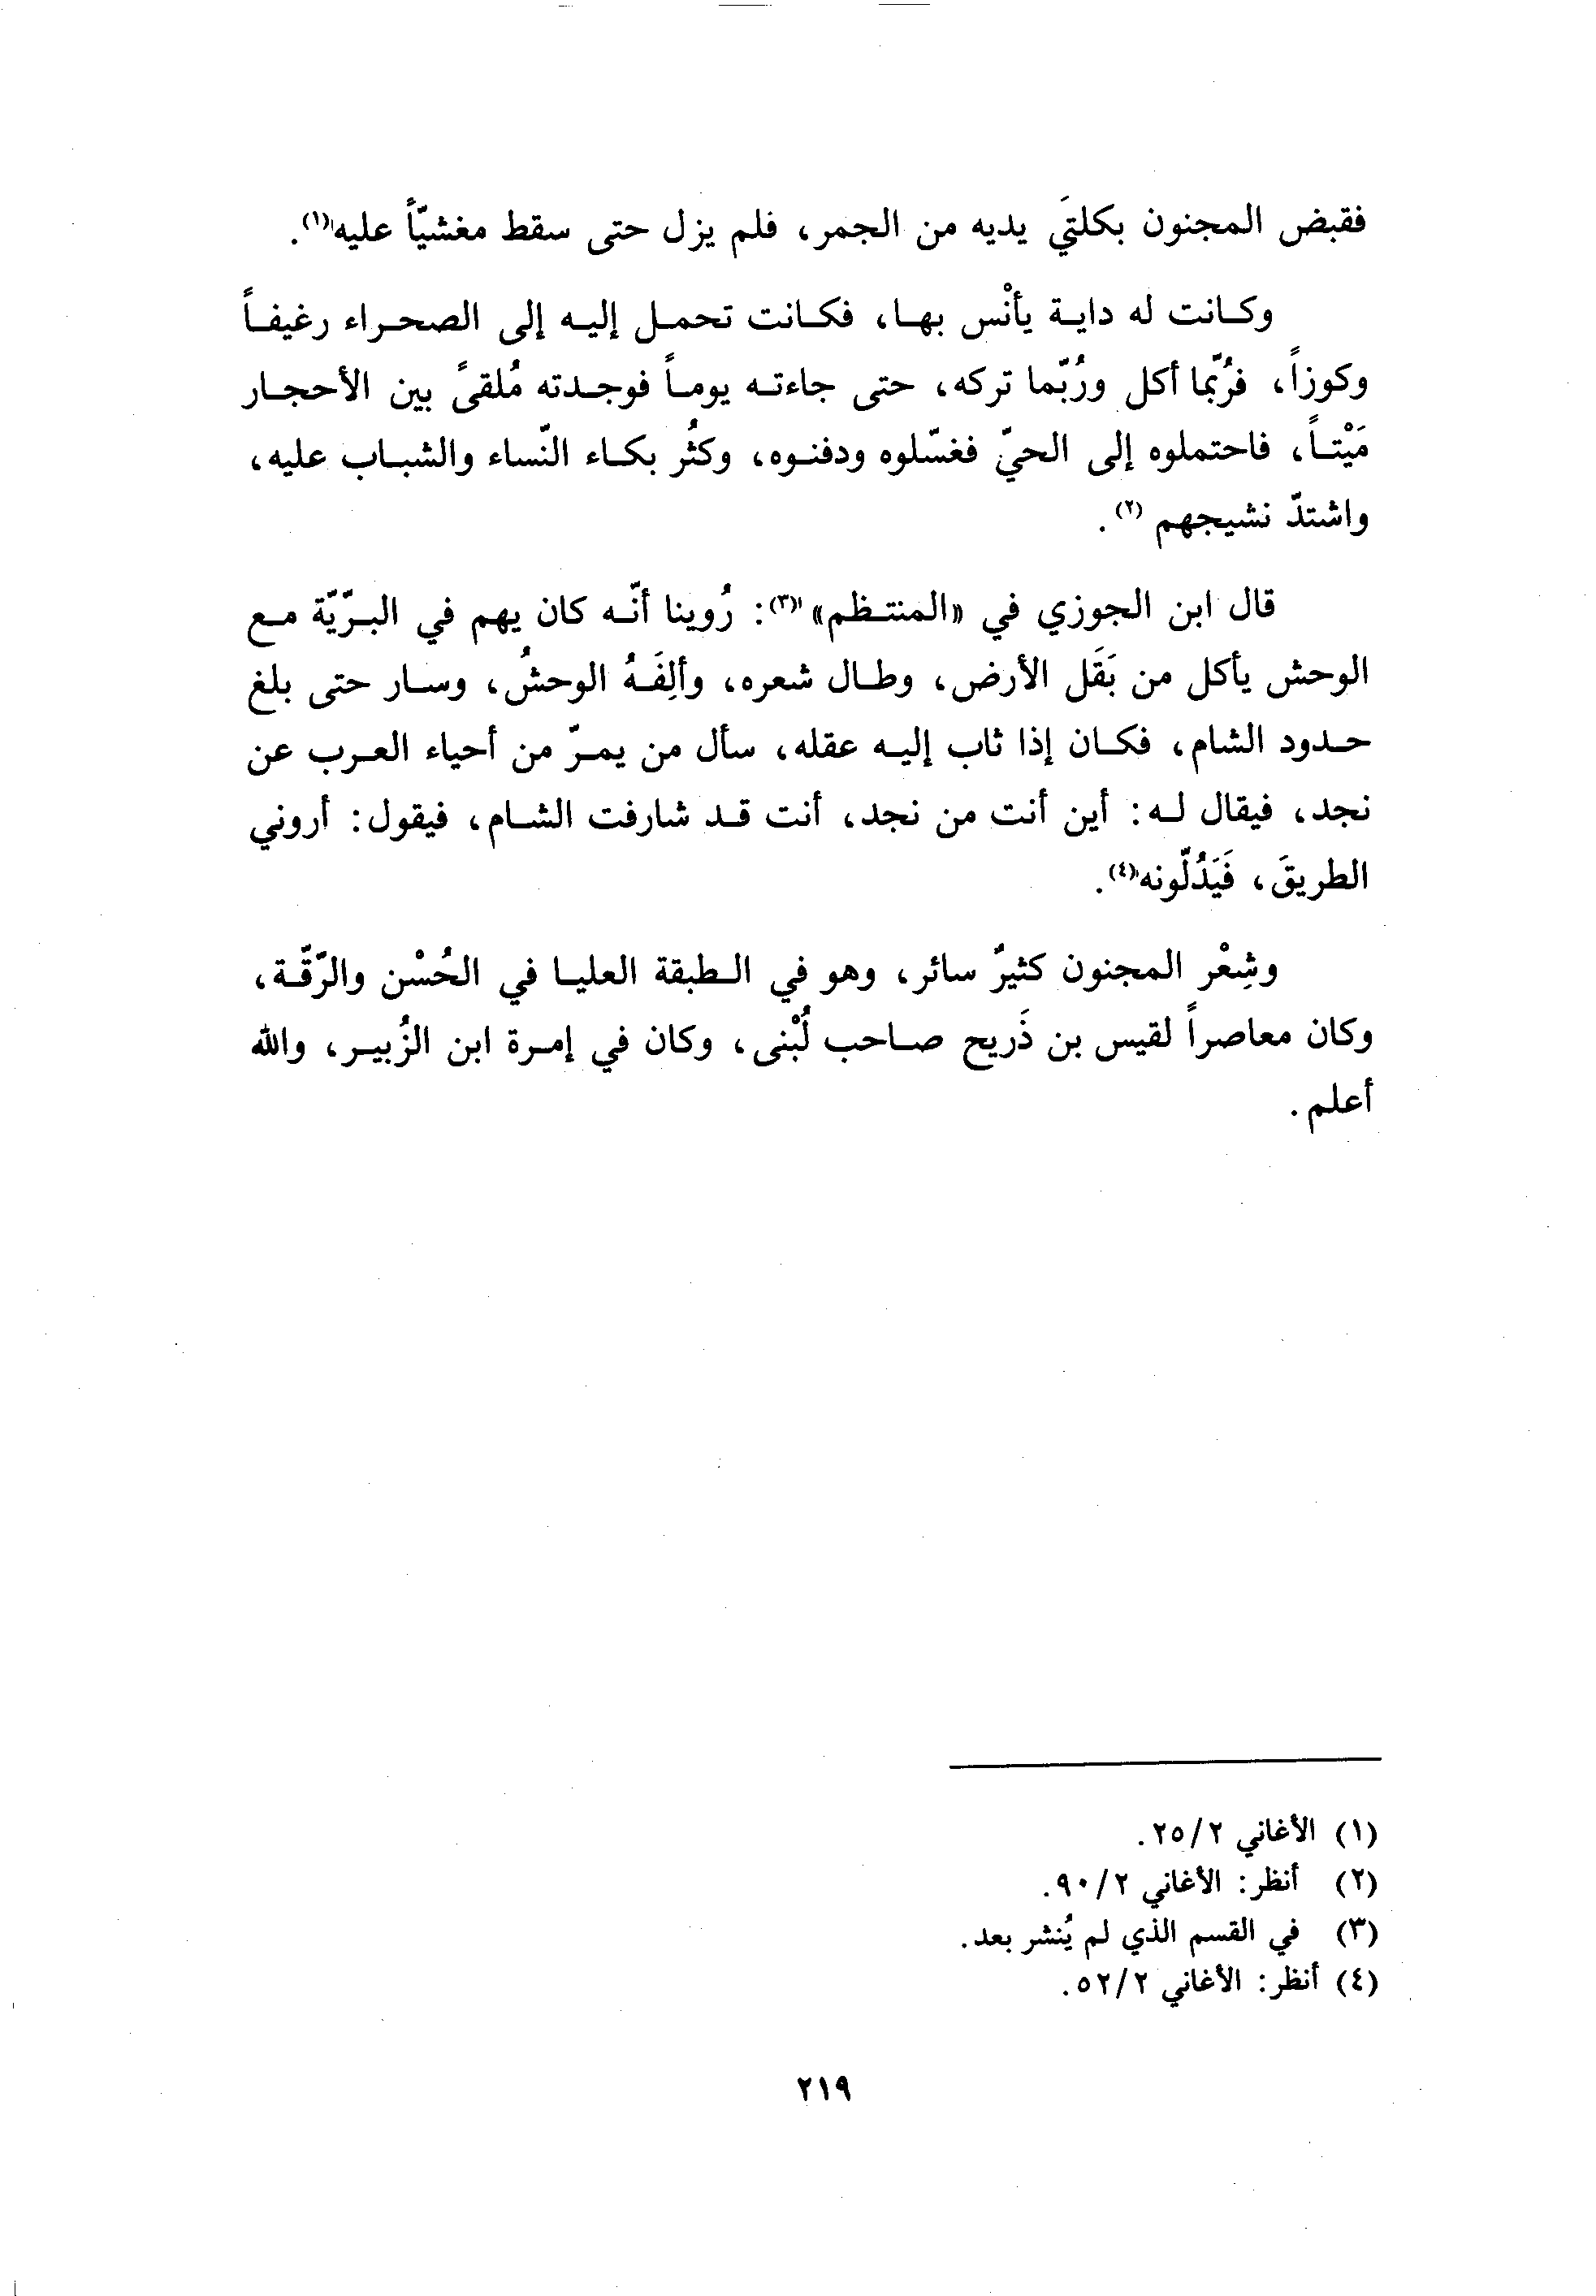 فقبض المجنون بكلتَي يديه من الجمر، فلم يزل حتى سقط مغشيّاً عليه(١).
وكانت له داية يأنْس بها، فكانت تحمل إليه إلى الصحراء رغيفاً
وكوزاً، فرُبّما أكل ورُبّما تركه، حتى جاءته يوماً فوجدته مُلقىً بين الأحجار
مَيْتاً، فاحتملوه إلى الحيّ فغسّلوه ودفنوه، وكثُر بكاء النّساء والشباب عليه،
واشتدّ نشيجهم (٢).
قال ابن الجوزي في «المنتظم»(٣): رُوينا أنّه كان يهم في البرّيّة مع
الوحش يأكل من بَقَل الأرض، وطال شعره، وألِفَهُ الوحشُ، وسار حتى بلغ
حدود الشام، فكان إذا ثاب إليه عقله، سأل من يمرّ من أحياء العرب عن
نجد، فيقال له: أين أنت من نجد، أنت قد شارفت الشام، فيقول: أروني
الطريقَ، فَيَدُلّونه(٤).
وشِعْر المجنون كثيرٌ سائر، وهو في الطبقة العليا في الحُسْن والرّقّة،
وكان معاصراً لقيس بن ذَريح صاحب لُبْنى، وكان في إمرة ابن الزُبير، والله
أعلم.
(١) الأغاني ٢٥/٢.
(٢) أنظر: الأغاني ٩٠/٢.
(٣) في القسم الذي لم يُنشر بعد.
(٤) أنظر: الأغاني ٥٢/٢.
٢١٩